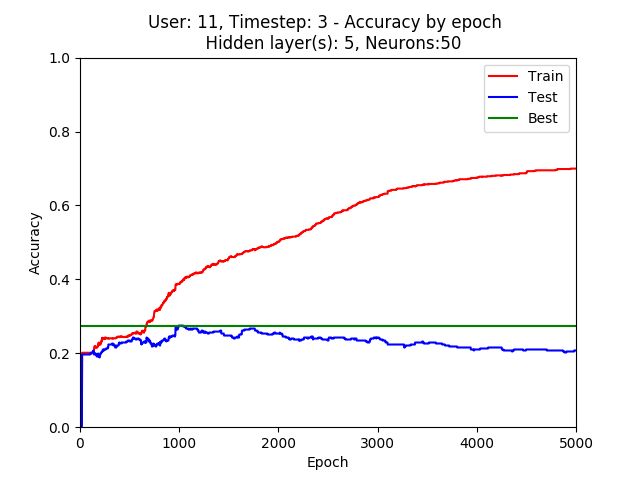 User: 11, Timestep: 3 - Accuracy by epoch
Hidden layer(s): 5, Neurons:50
Train
Test
Best
Accuracy
1.0
0.8
0.6
0.4
0.2
0.0
0
1000
2000
3000
4000
5000
Epoch